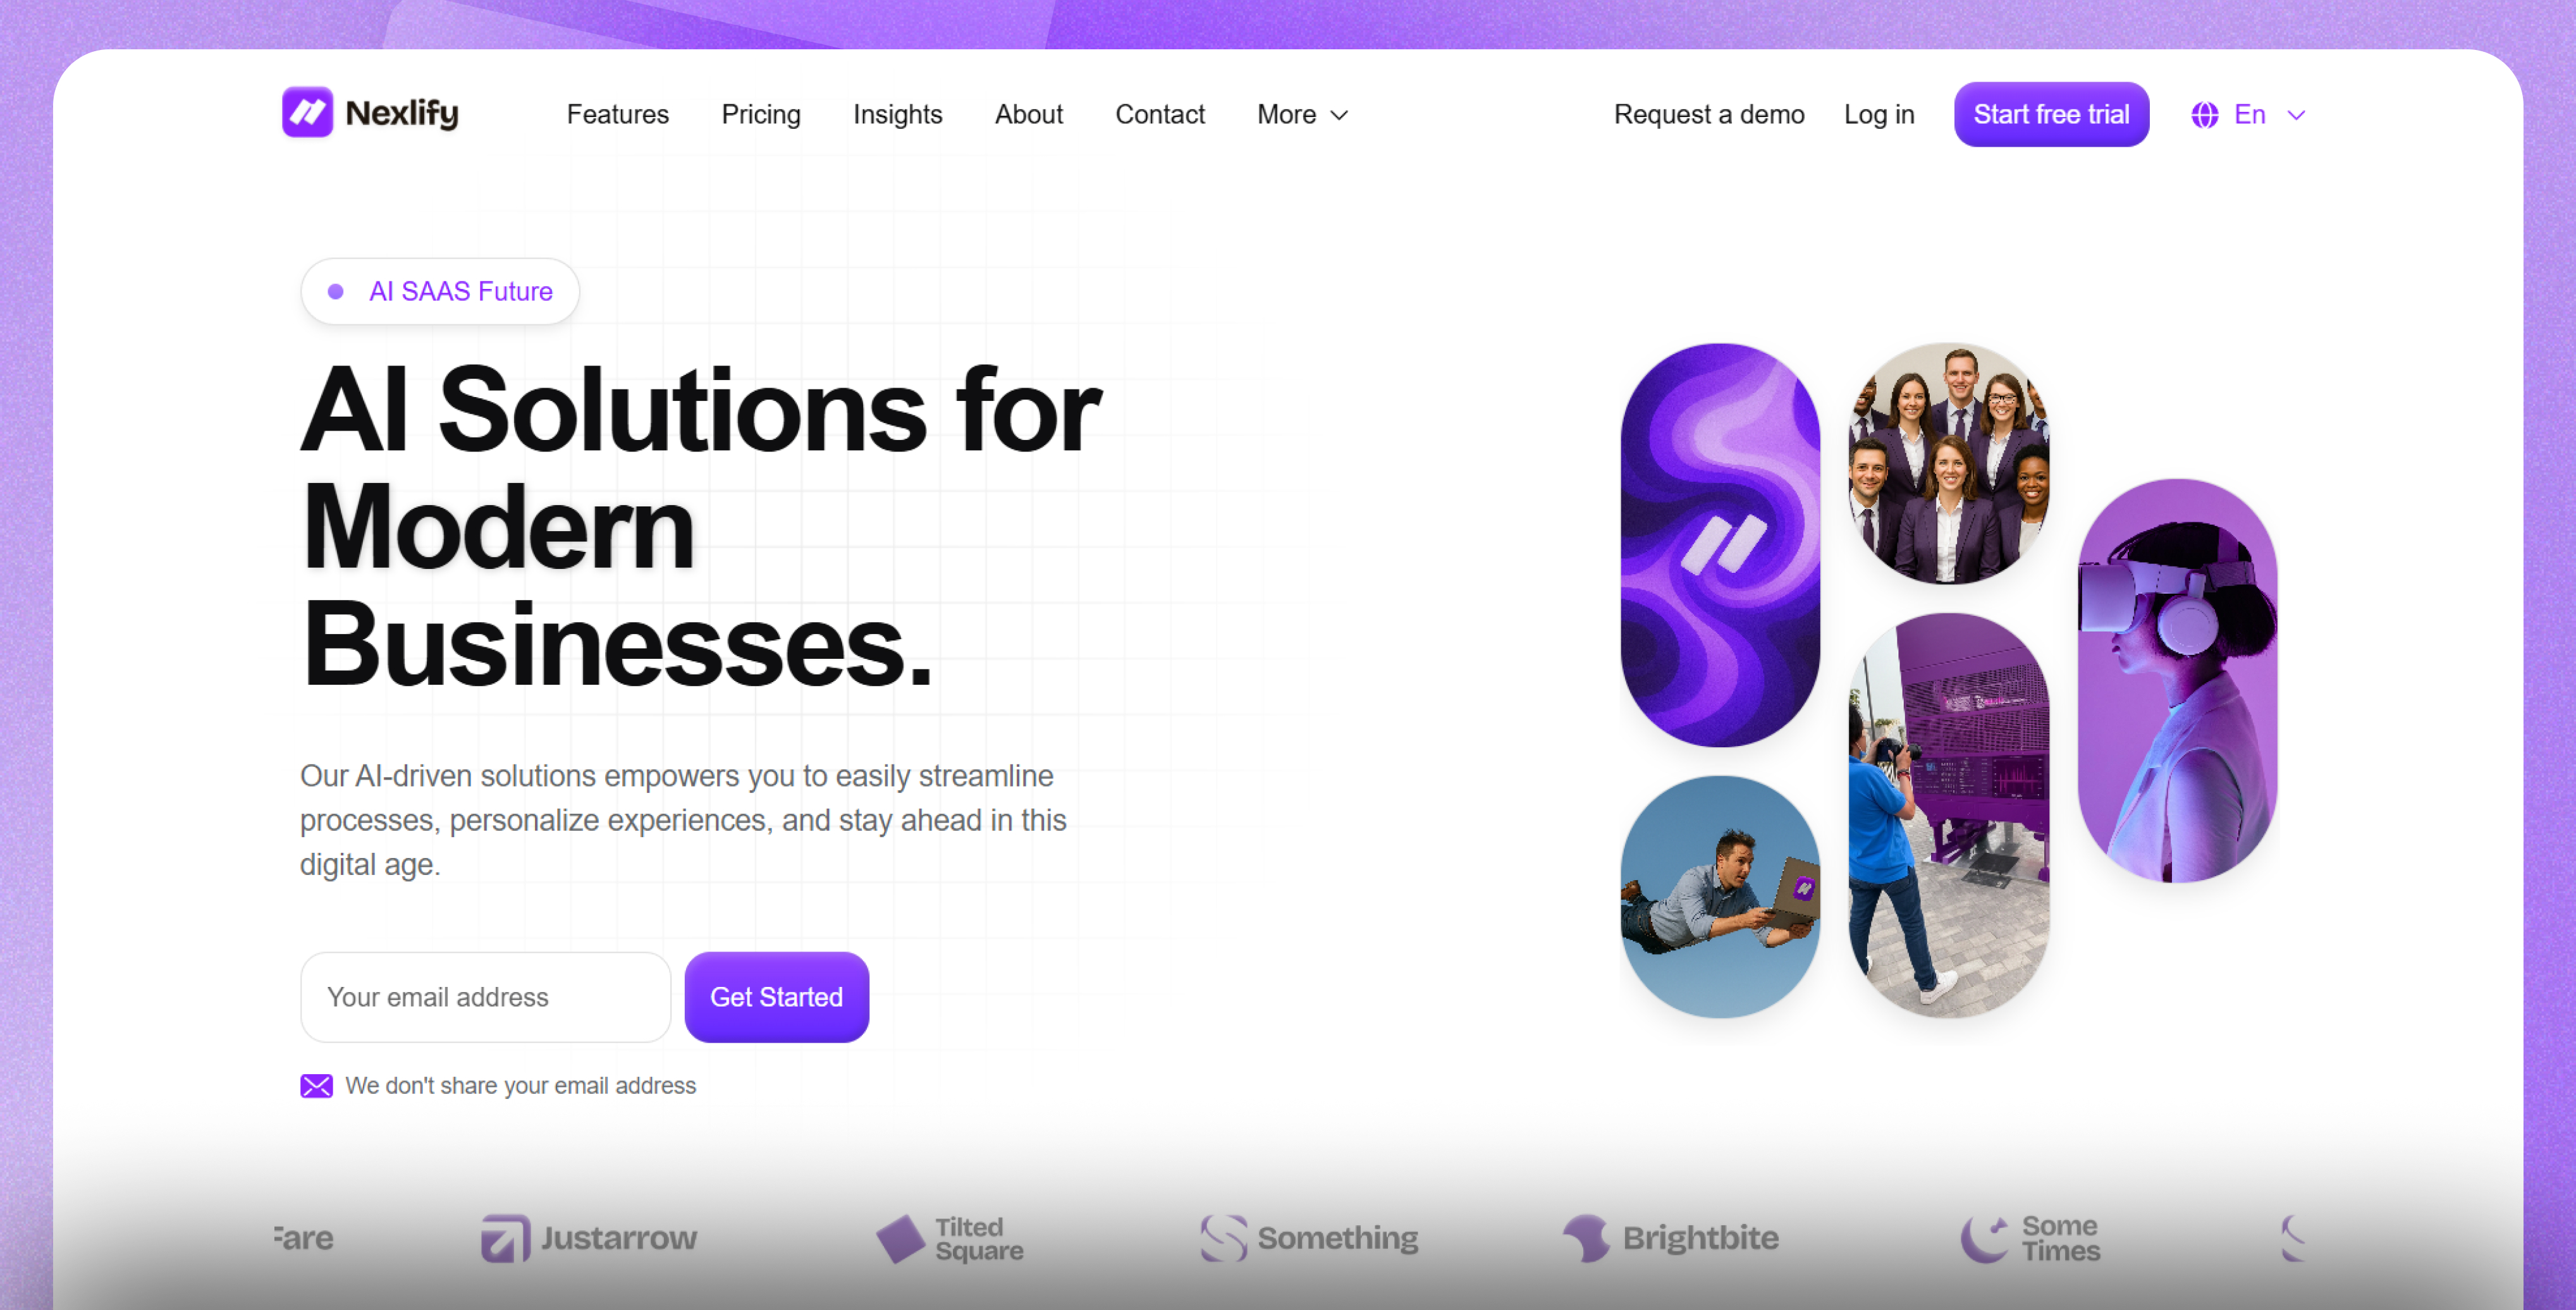 Nexlify
Features
Pricing
Insights
About
Contact
More
Request a demo
Log in
Start free trial
En
AI SAAS Future
AI Solutions for
Modern
Businesses.
Our AI-driven solutions empowers you to easily streamline
processes, personalize experiences, and stay ahead in this
digital age.
Your email address
Get Started
We don't share your email address
Justarrow
Tilted
Square
Something
Brightbite
Some
Times